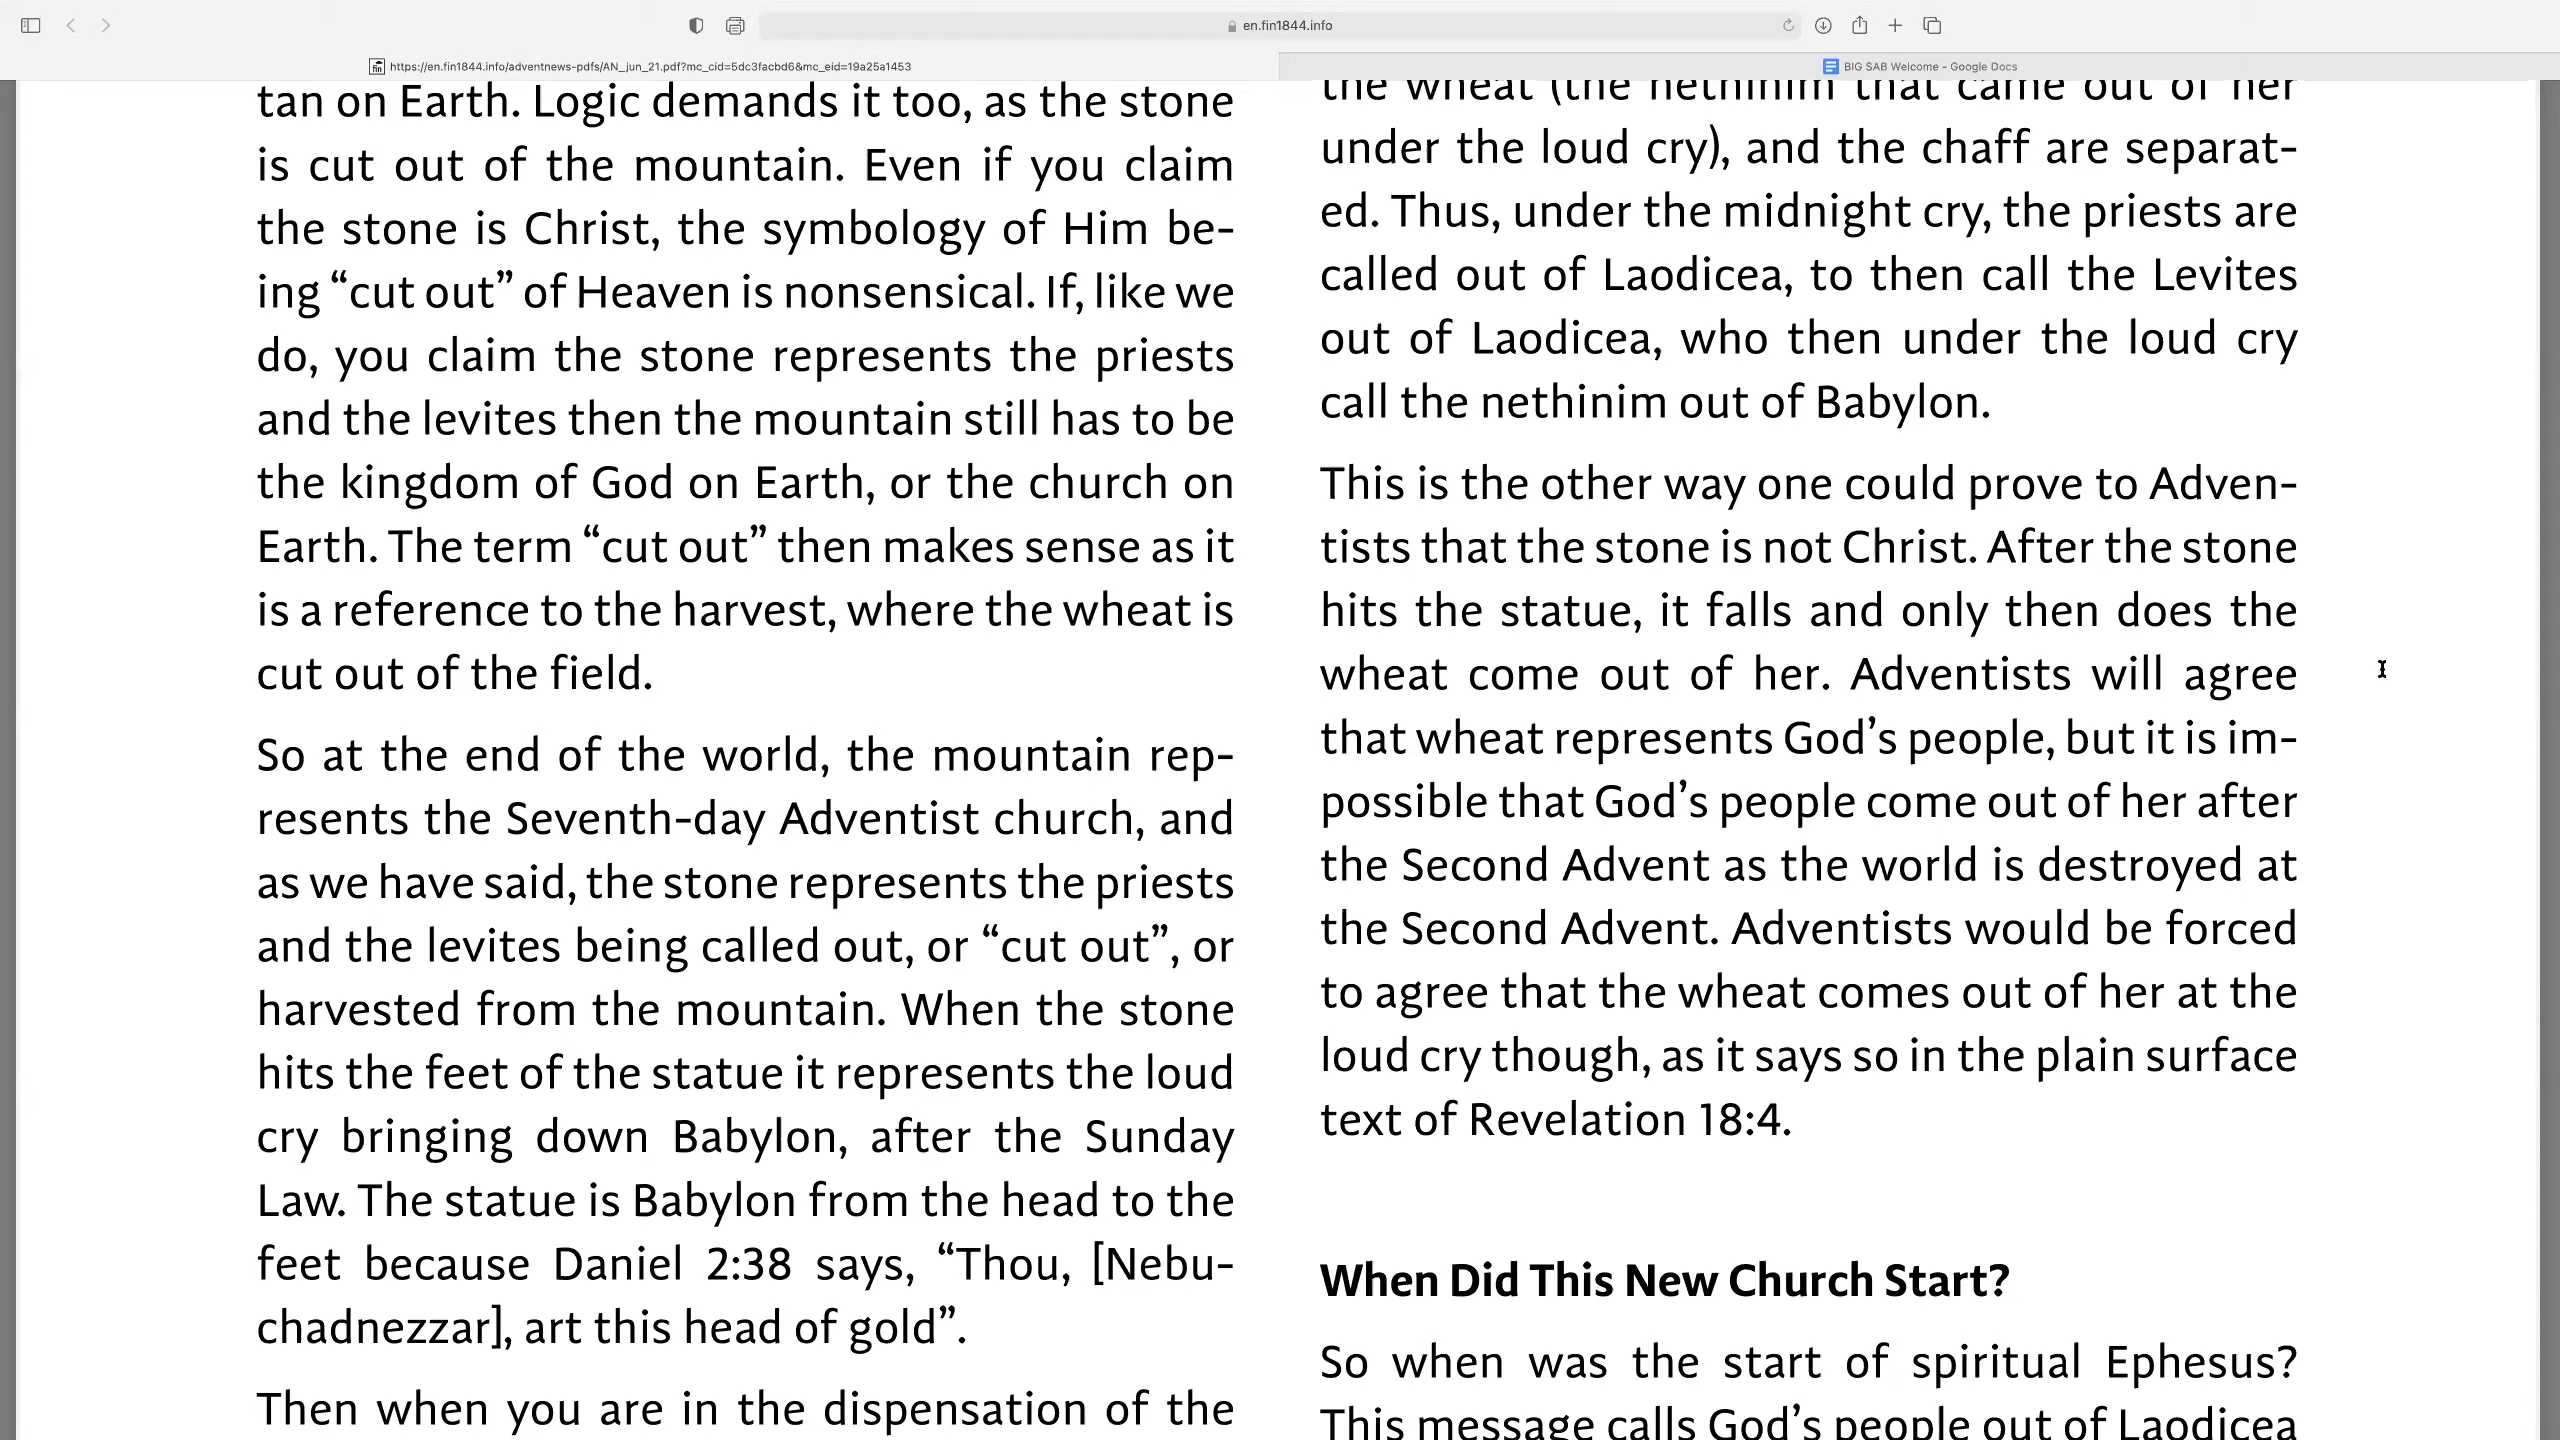 en.fin1844.info
https://en.fin1844.info/adventnews-pdfs/AN_jun_21.pdf?mc_cid=5dc3facbd6&mc_eid=19a25a1453
BIG SAB Welcome - Google Docs
tan on Earth. Logic demands it too, as the stone
is cut out of the mountain. Even if you claim
the stone is Christ, the symbology of Him be-
ing “cut out” of Heaven is nonsensical. If, like we
do, you claim the stone represents the priests
and the levites then the mountain still has to be
the kingdom of God on Earth, or the church on
Earth. The term “cut out” then makes sense as it
is a reference to the harvest, where the wheat is
cut out of the field.
So at the end of the world, the mountain rep-
resents the Seventh-day Adventist church, and
as we have said, the stone represents the priests
and the levites being called out, or “cut out”, or
harvested from the mountain. When the stone
hits the feet of the statue it represents the loud
cry bringing down Babylon, after the Sunday
Law. The statue is Babylon from the head to the
feet because Daniel 2:38 says, “Thou, [Nebu-
chadnezzar], art this head of gold”.
Then when you are in the dispensation of the
the wheat (the nethinim that came out of her
under the loud cry), and the chaff are separat-
ed. Thus, under the midnight cry, the priests are
called out of Laodicea, to then call the Levites
out of Laodicea, who then under the loud cry
call the nethinim out of Babylon.
This is the other way one could prove to Adven-
tists that the stone is not Christ. After the stone
hits the statue, it falls and only then does the
wheat come out of her. Adventists will agree
that wheat represents God’s people, but it is im-
possible that God’s people come out of her after
the Second Advent as the world is destroyed at
the Second Advent. Adventists would be forced
to agree that the wheat comes out of her at the
loud cry though, as it says so in the plain surface
text of Revelation 18:4.
When Did This New Church Start?
So when was the start of spiritual Ephesus?
This message calls God’s people out of Laodicea